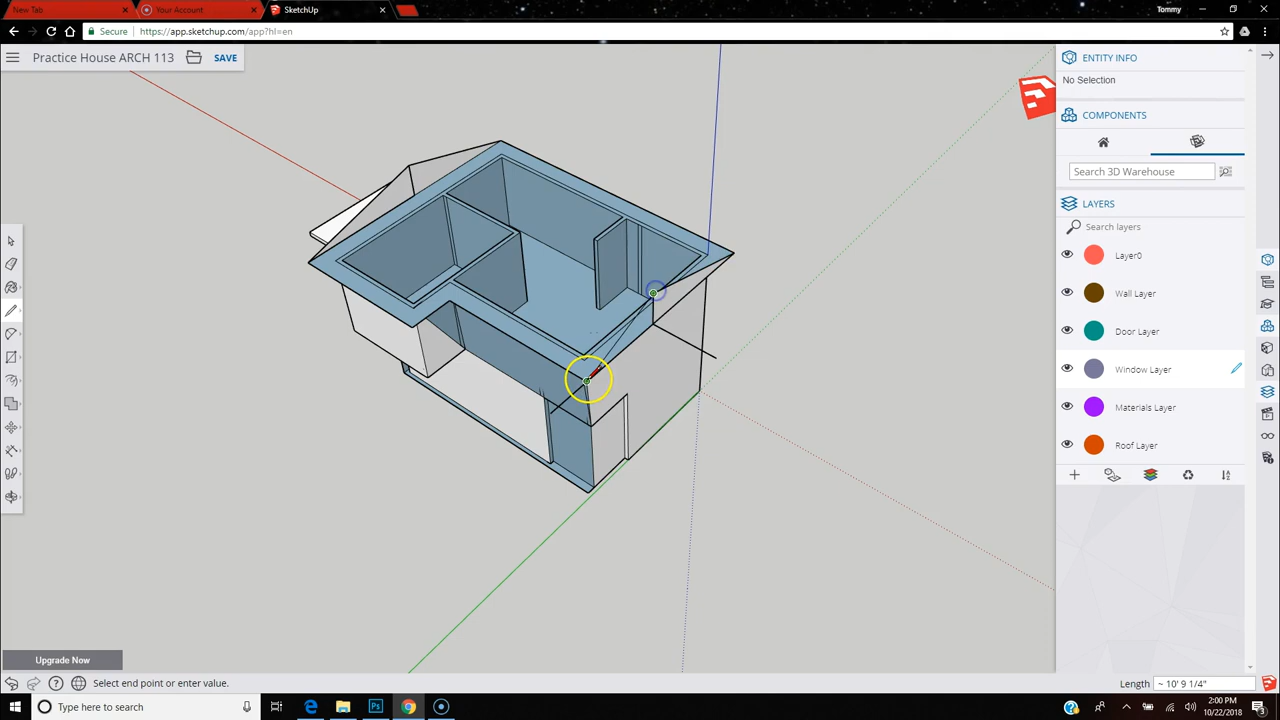 New Tab
Your Account
SketchUp
Tommy
Secure
https://app.sketchup.com/app?hl=en
Practice House ARCH 113
SAVE
ENTITY INFO
No Selection
COMPONENTS
Search 3D Warehouse
LAYERS
Search layers
Layer0
Wall Layer
Door Layer
Window Layer
Materials Layer
Roof Layer
Upgrade Now
Select end point or enter value.
Length
~ 10' 9 1/4"
Type here to search
Ps
2:00 PM
10/22/2018
3